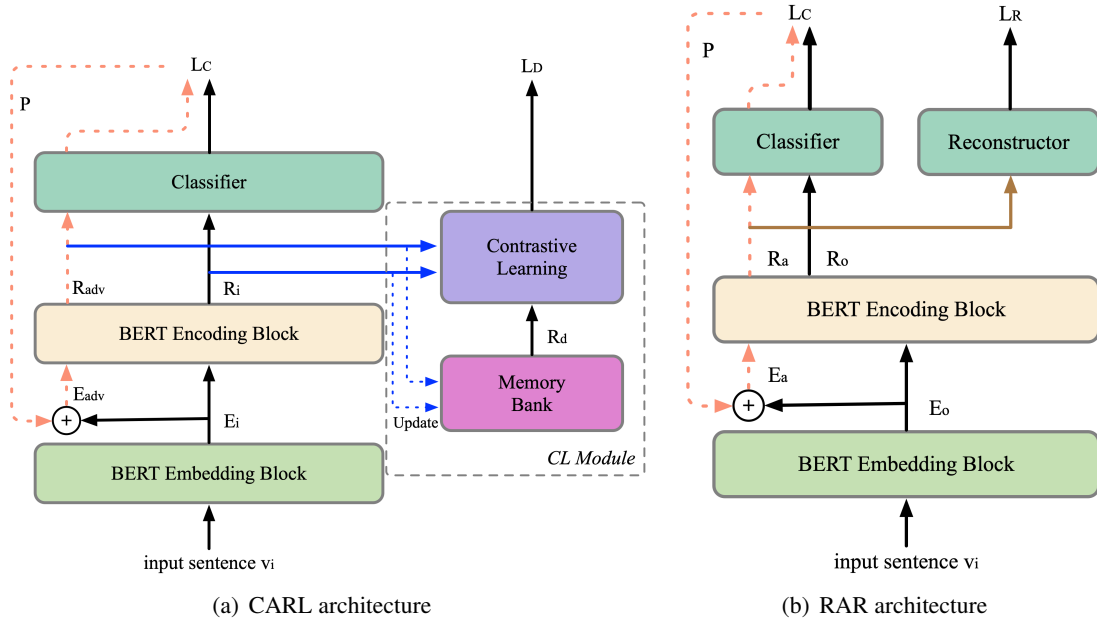 P
LC
LD
Classifier
Contrastive
Learning
Radv
Ri
BERT Encoding Block
Rd
Memory
Bank
Eadv
+
Ei
Update
CL Module
BERT Embedding Block
input sentence vi
(a) CARL architecture
P
LC
LR
Classifier
Reconstructor
Ra
Ro
BERT Encoding Block
Ea
+
Eo
BERT Embedding Block
input sentence vi
(b) RAR architecture